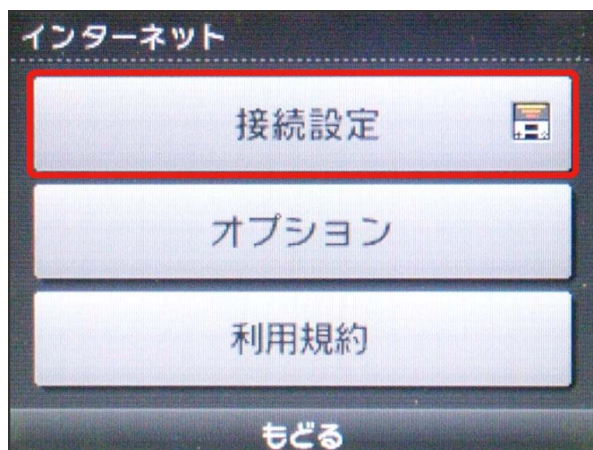 インターネット
接続設定
オプション
利用規約
もどる